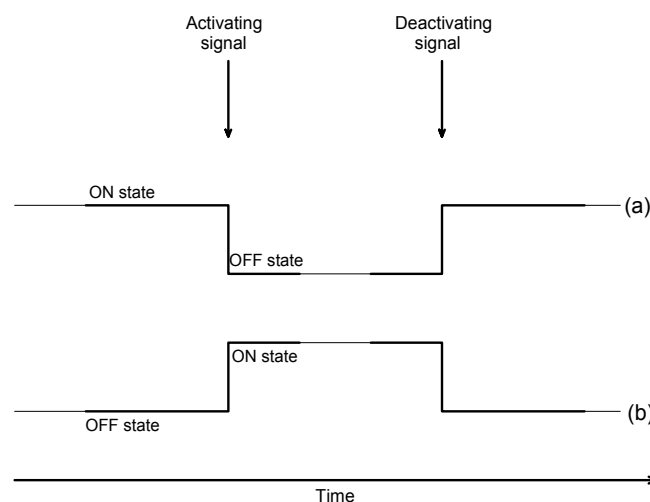 Activating
signal
Deactivating
signal
ON state
(a)
OFF state
ON state
(b)
OFF state
Time